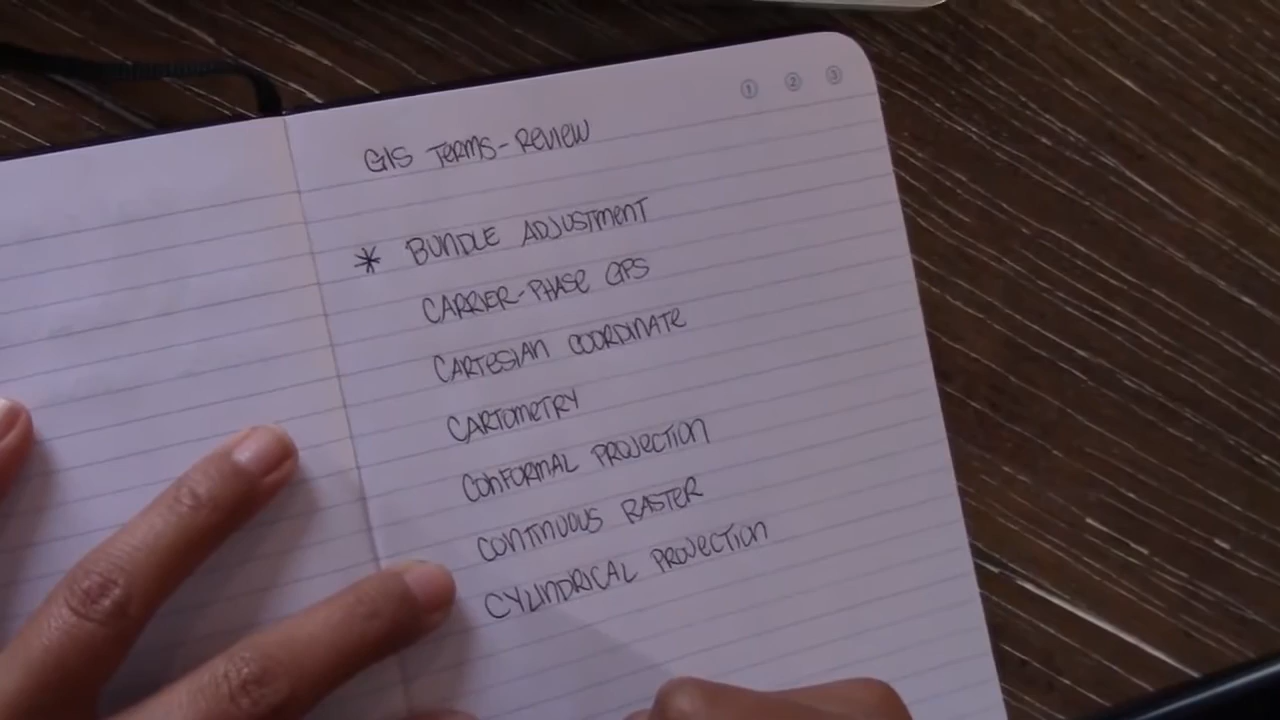 ① ② ③
GIS TERMS - REVIEW
* BUNDLE ADJUSTMENT
CARRIER-PHASE GPS
CARTESIAN COORDINATE
CARTOMETRY
CONFORMAL PROJECTION
CONTINUOUS RASTER
CYLINDRICAL PROJECTION